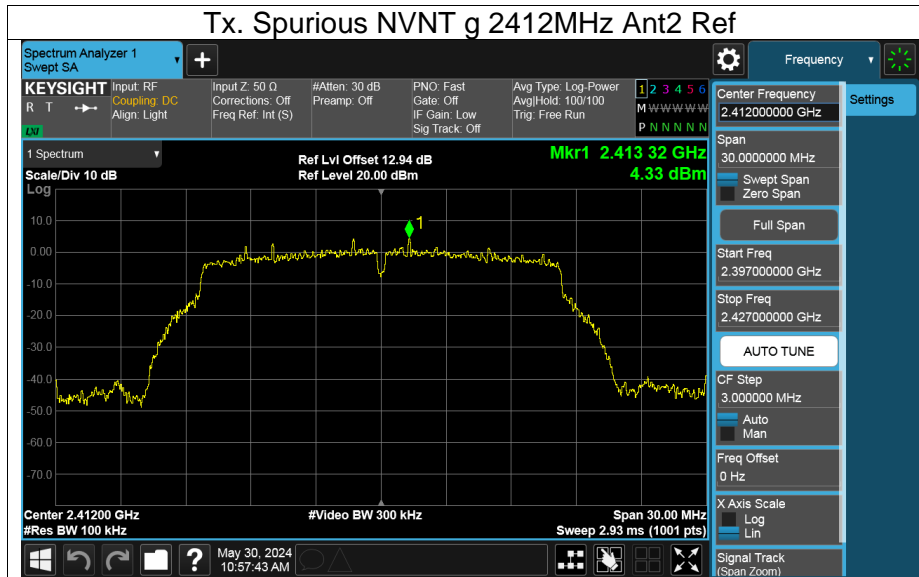 Tx. Spurious NVNT g 2412MHz Ant2 Ref
Spectrum Analyzer 1
Swept SA
+
Frequency
KEYSIGHT
R T
LXI
Input: RF
Coupling: DC
Align: Light
Input Z: 50 Ω
Corrections: Off
Freq Ref: Int (S)
#Atten: 30 dB
Preamp: Off
PNO: Fast
Gate: Off
IF Gain: Low
Sig Track: Off
Avg Type: Log-Power
Avg|Hold: 100/100
Trig: Free Run
1 2 3 4 5 6
M W W W W W
P N N N N N
1 Spectrum
Scale/Div 10 dB
Log
Ref Lvl Offset 12.94 dB
Ref Level 20.00 dBm
Mkr1 2.413 32 GHz
4.33 dBm
1
10.0
0.00
-10.0
-20.0
-30.0
-40.0
-50.0
-60.0
-70.0
Center 2.41200 GHz
#Res BW 100 kHz
#Video BW 300 kHz
Span 30.00 MHz
Sweep 2.93 ms (1001 pts)
?
May 30, 2024
10:57:43 AM
Center Frequency
2.412000000 GHz
Span
30.0000000 MHz
Swept Span
Zero Span
Full Span
Start Freq
2.397000000 GHz
Stop Freq
2.427000000 GHz
AUTO TUNE
CF Step
3.000000 MHz
Auto
Man
Freq Offset
0 Hz
X Axis Scale
Log
Lin
Signal Track
(Span Zoom)
Settings